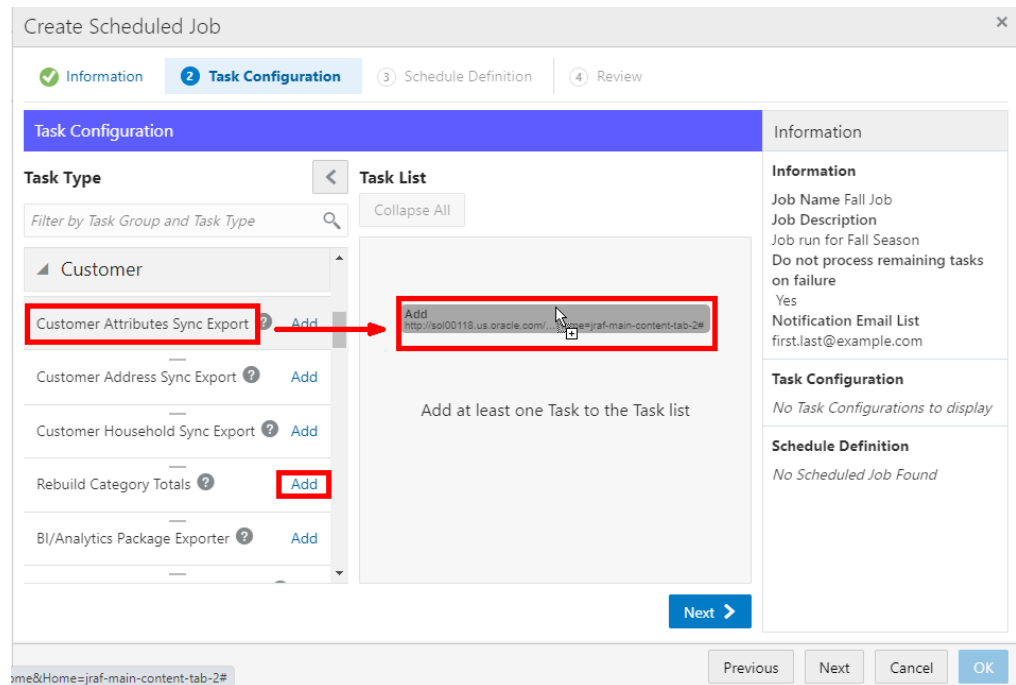 Create Scheduled Job
Information
2 Task Configuration
3 Schedule Definition
4 Review
Task Configuration
Task Type
Filter by Task Group and Task Type
Customer
Customer Attributes Sync Export ? Add
Customer Address Sync Export ? Add
Customer Household Sync Export ? Add
Rebuild Category Totals ? Add
BI/Analytics Package Exporter ? Add
Task List
Collapse All
Add
http://sol00118.us.oracle.com/...
=jraf-main-content-tab-2#
Add at least one Task to the Task list
Next
Information
Information
Job Name Fall Job
Job Description
Job run for Fall Season
Do not process remaining tasks
on failure
Yes
Notification Email List
first.last@example.com
Task Configuration
No Task Configurations to display
Schedule Definition
No Scheduled Job Found
Previous
Next
Cancel
OK
ome&Home=jraf-main-content-tab-2#